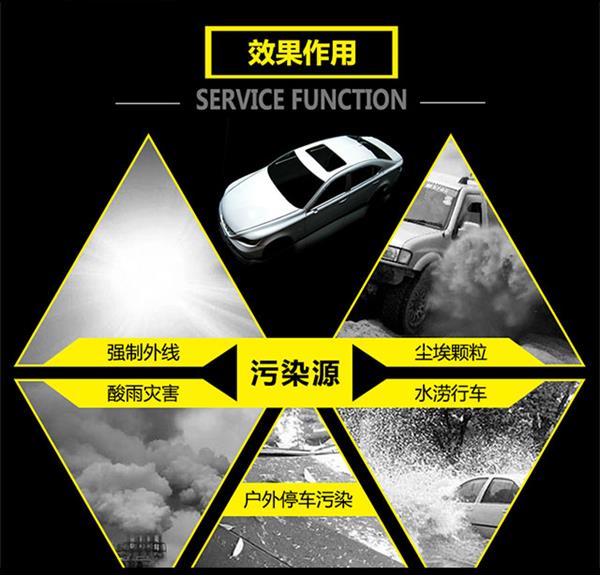 效果作用
SERVICE FUNCTION
强制外线
尘埃颗粒
污染源
酸雨灾害
水涝行车
户外停车污染